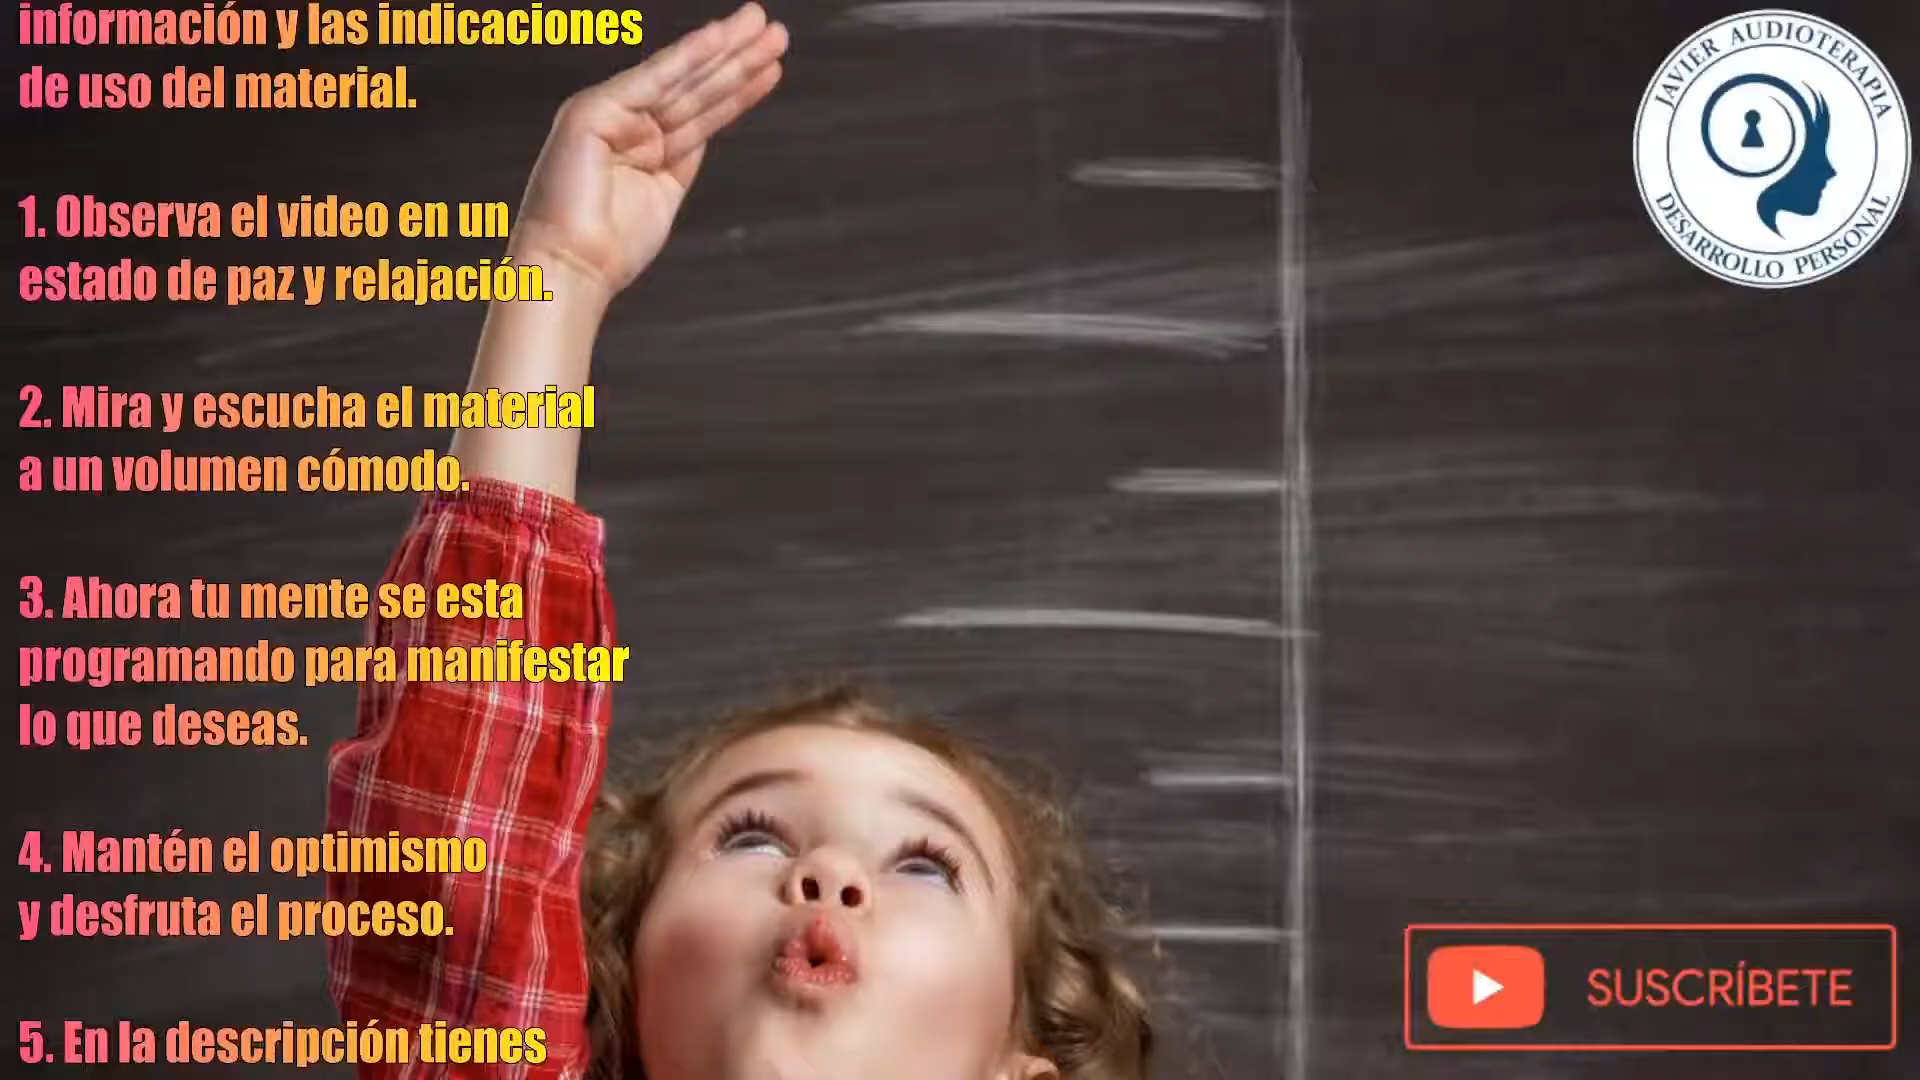 información y las indicaciones
de uso del material.
1. Observa el video en un
estado de paz y relajación.
2. Mira y escucha el material
a un volumen cómodo.
3. Ahora tu mente se esta
programando para manifestar
lo que deseas.
4. Mantén el optimismo
y desfruta el proceso.
5. En la descripción tienes
JAVIER AUDIOTERAPIA
DESARROLLO PERSONAL
SUSCRÍBETE